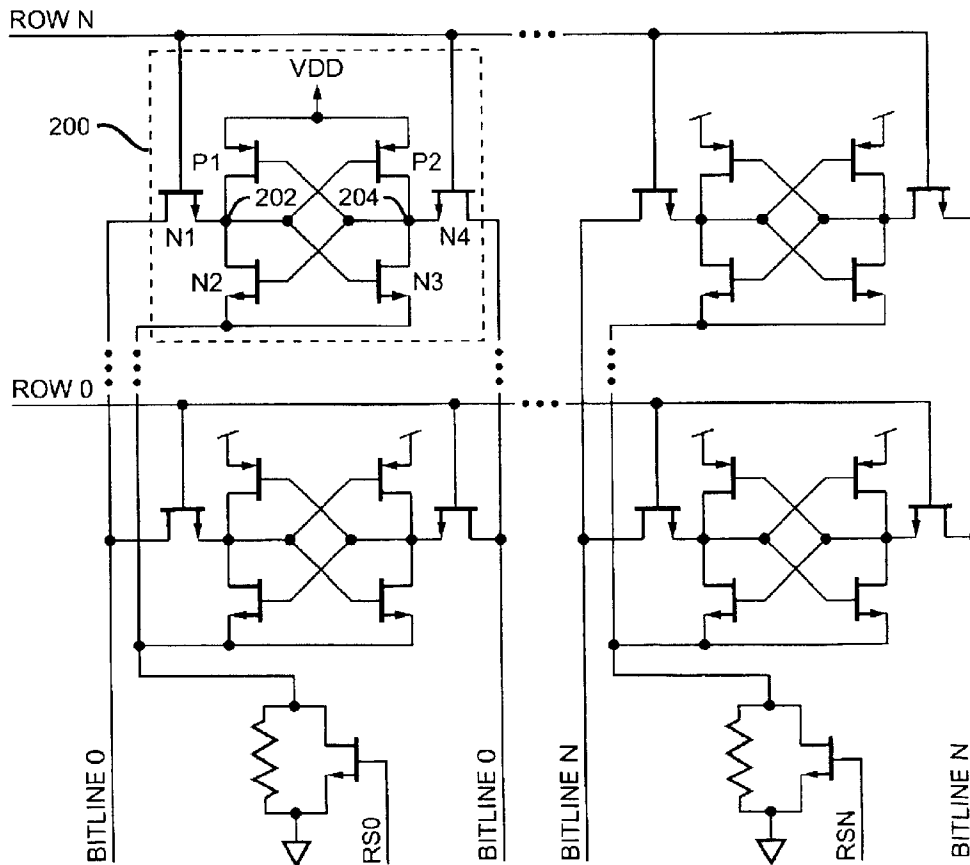 ROW N
VDD
200
P1
P2
202
204
N1
N4
N2
N3
ROW 0
BITLINE 0
RS0
BITLINE 0
BITLINE N
RSN
BITLINE N